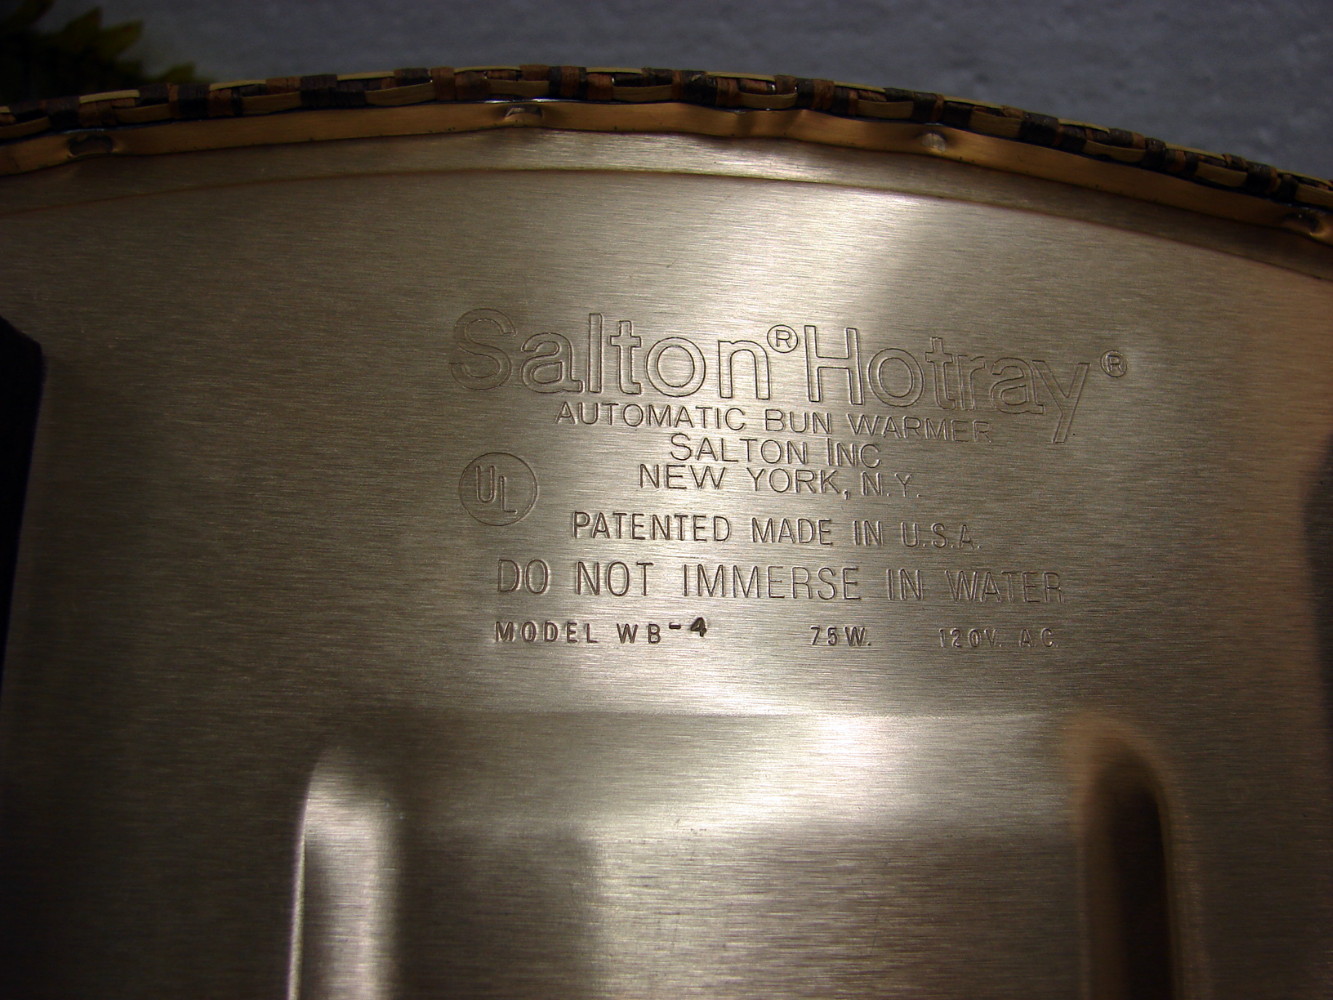 Salton® Hotray®
AUTOMATIC BUN WARMER
SALTON INC
NEW YORK, N.Y.
UL
PATENTED MADE IN U.S.A.
DO NOT IMMERSE IN WATER
MODEL WB-4 75W. 120V. AC